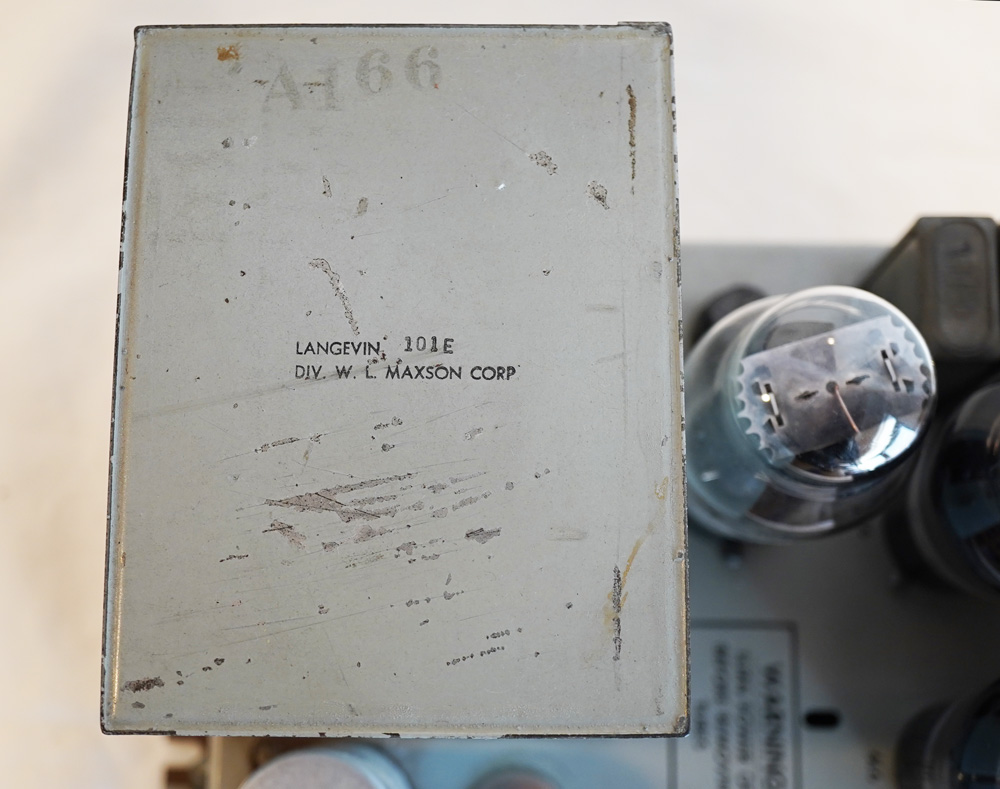 A-166
LANGEVIN 101E
DIV. W. L. MAXSON CORP
WARNING